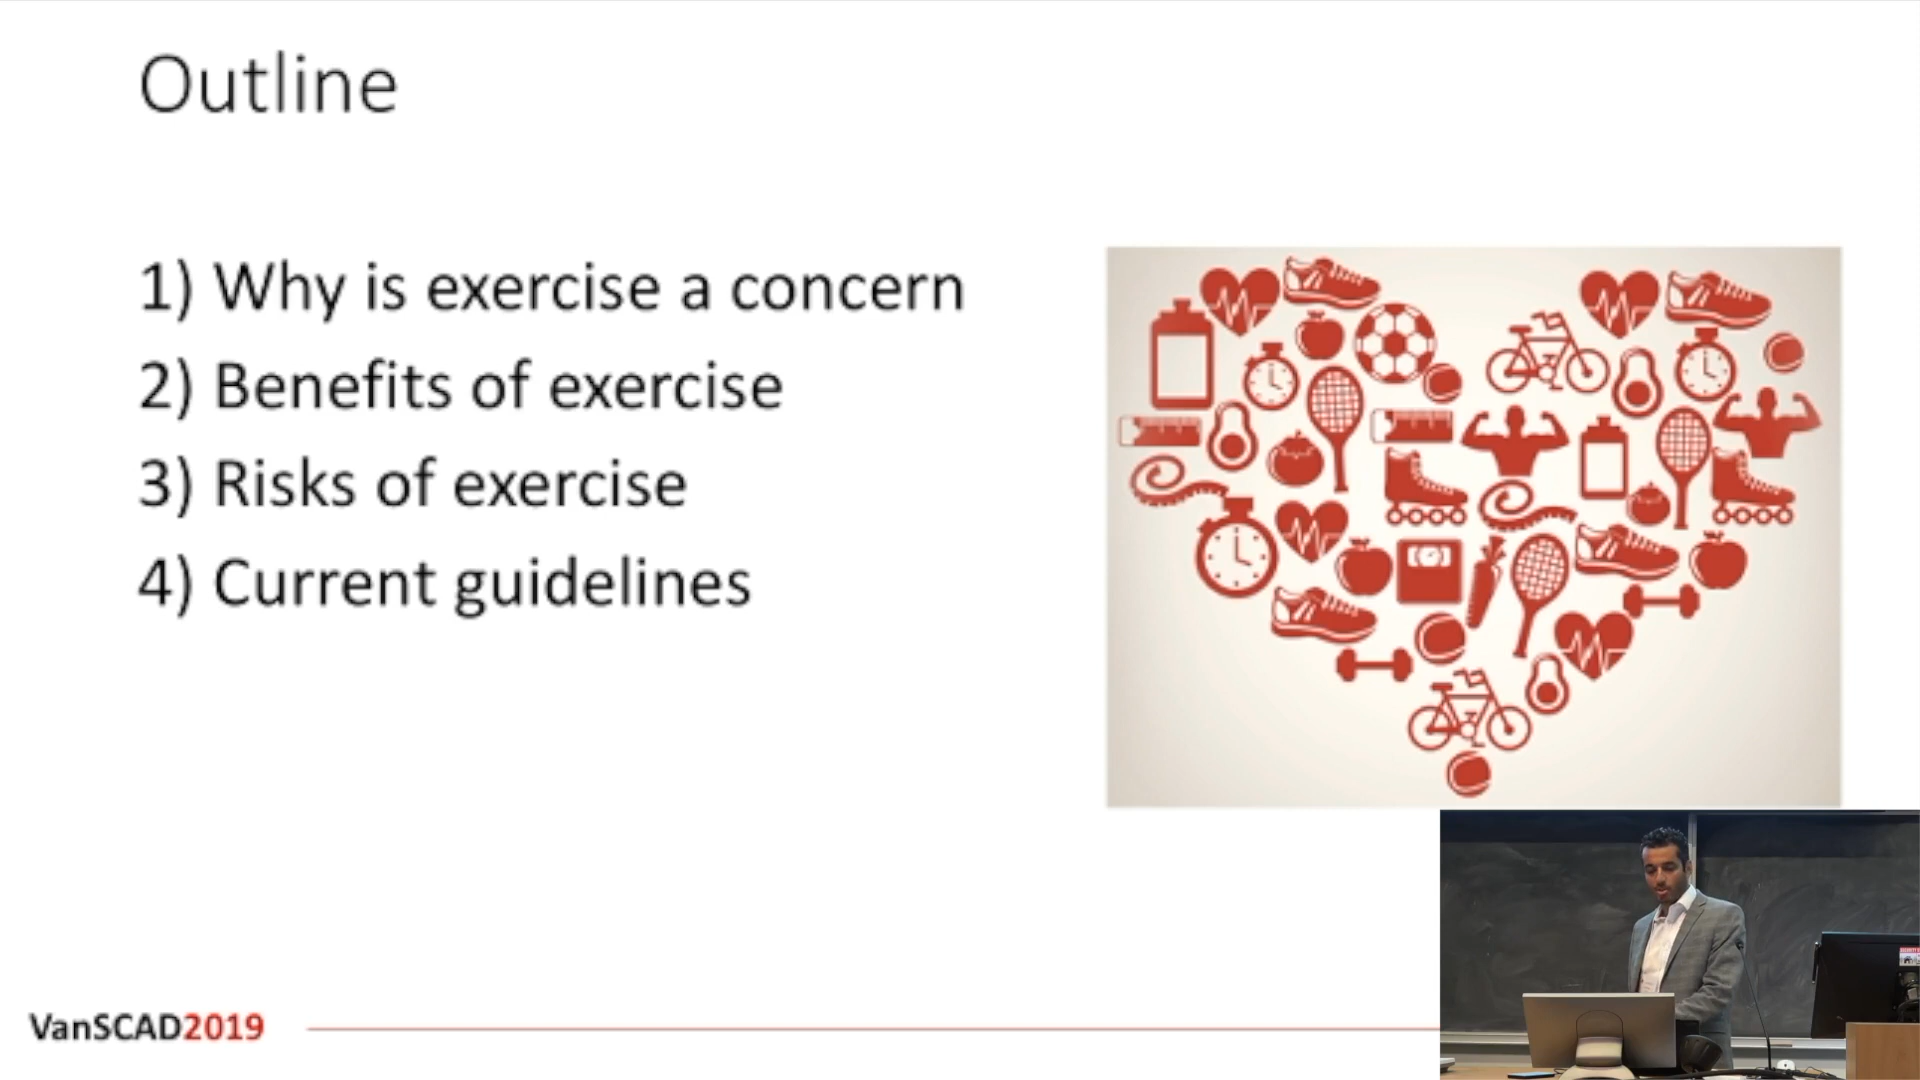 Outline
1) Why is exercise a concern
2) Benefits of exercise
3) Risks of exercise
4) Current guidelines
VanSCAD2019